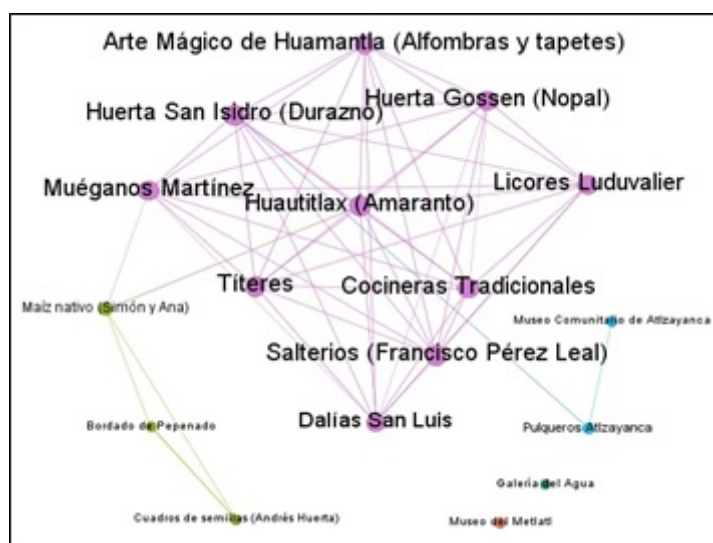 Arte Mágico de Huamantla (Alfombras y tapetes)
Huerta Gossen (Nopal)
Huerta San Isidro (Durazno)
Muéganos Martínez
Licores Luduvalier
Huautitlax (Amaranto)
Títeres
Cocineras Tradicionales
Maíz nativo (Simón y Ana)
Museo Comunitario de Atlzayanca
Salterios (Francisco Pérez Leal)
Dalías San Luis
Bordado de Pepenado
Pulqueros Atlzayanca
Galería del Agua
Cuadros de semillas (Andrés Huerta)
Museo del Metlatl